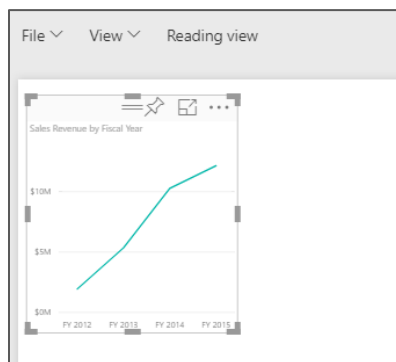 File View Reading view
Sales Revenue by Fiscal Year
$10M
$5M
$0M
FY 2012 FY 2013 FY 2014 FY 2015